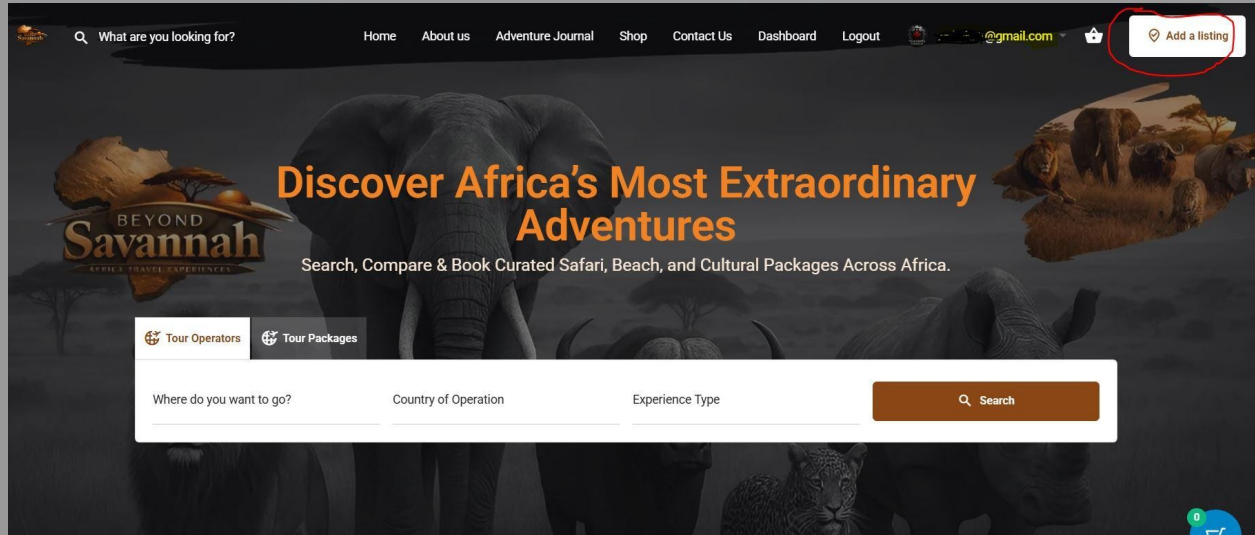 What are you looking for?
Home
About us
Adventure Journal
Shop
Contact Us
Dashboard
Logout
@gmail.com
Add a listing
Discover Africa’s Most Extraordinary
Adventures
Search, Compare & Book Curated Safari, Beach, and Cultural Packages Across Africa.
BEYOND
Savannah
AFRICA TRAVEL EXPERIENCES
Tour Operators
Tour Packages
Where do you want to go?
Country of Operation
Experience Type
Search
0